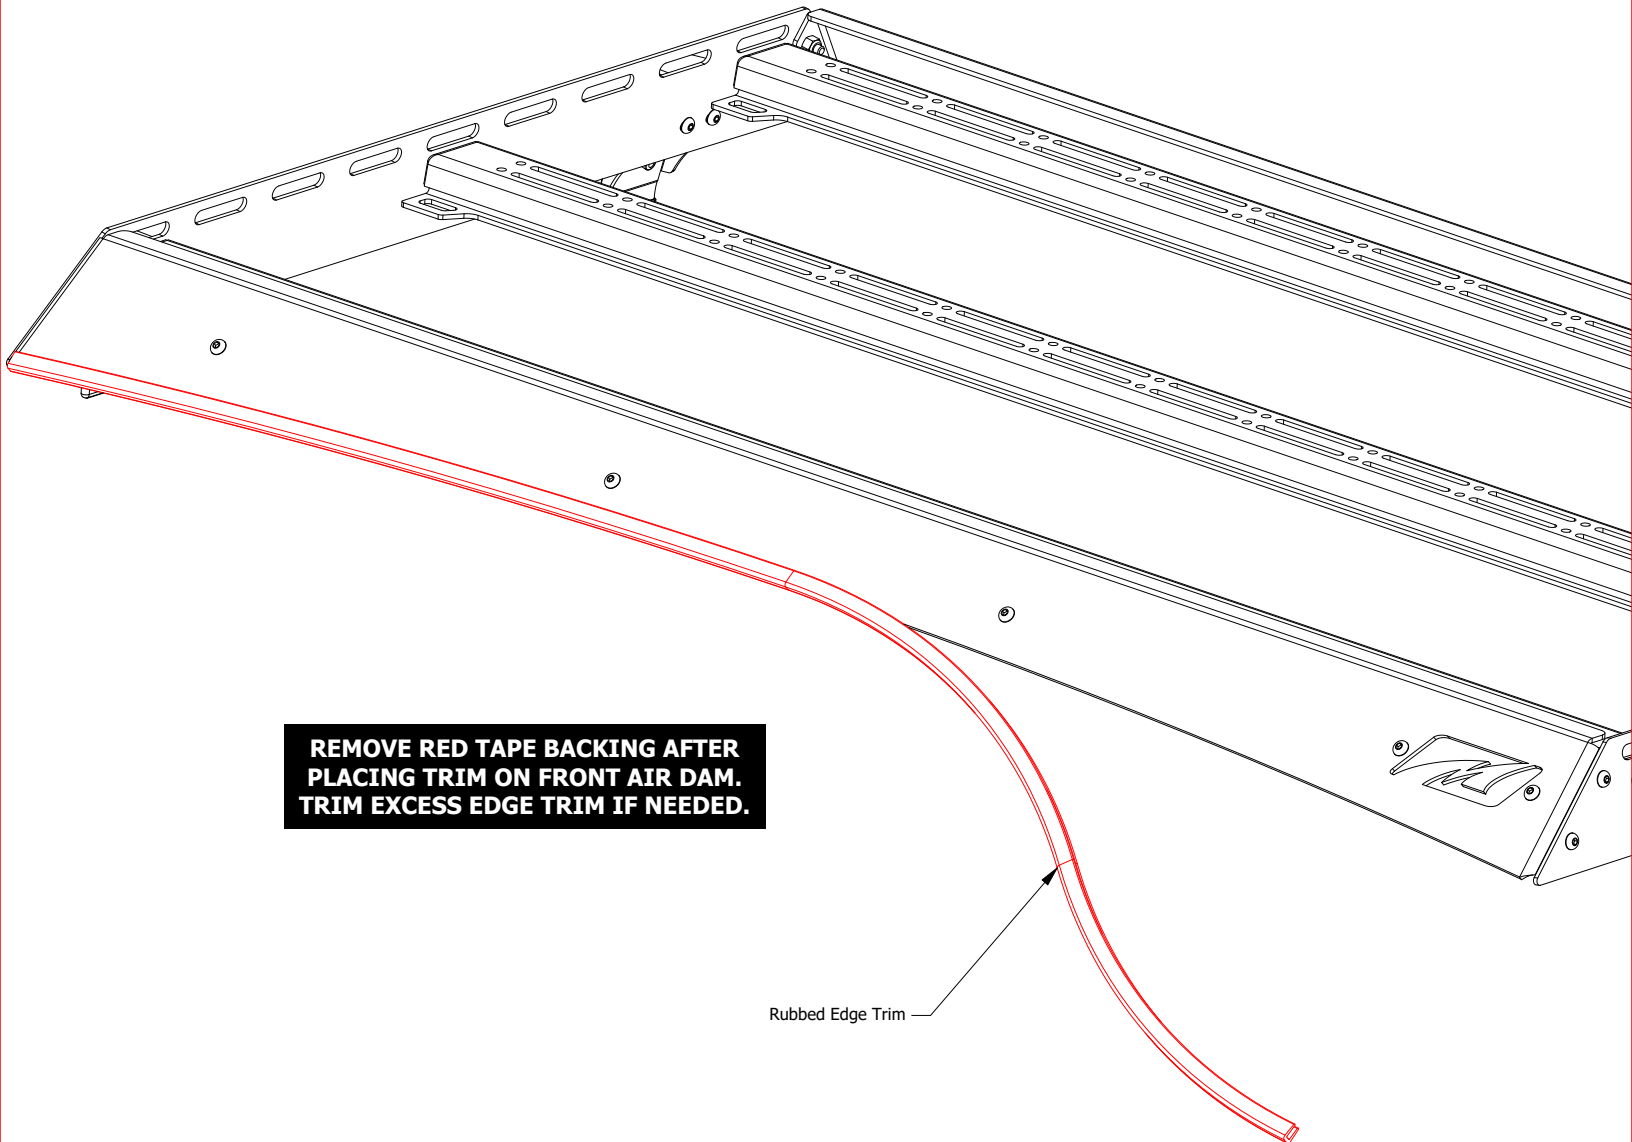 REMOVE RED TAPE BACKING AFTER
PLACING TRIM ON FRONT AIR DAM.
TRIM EXCESS EDGE TRIM IF NEEDED.
Rubbed Edge Trim